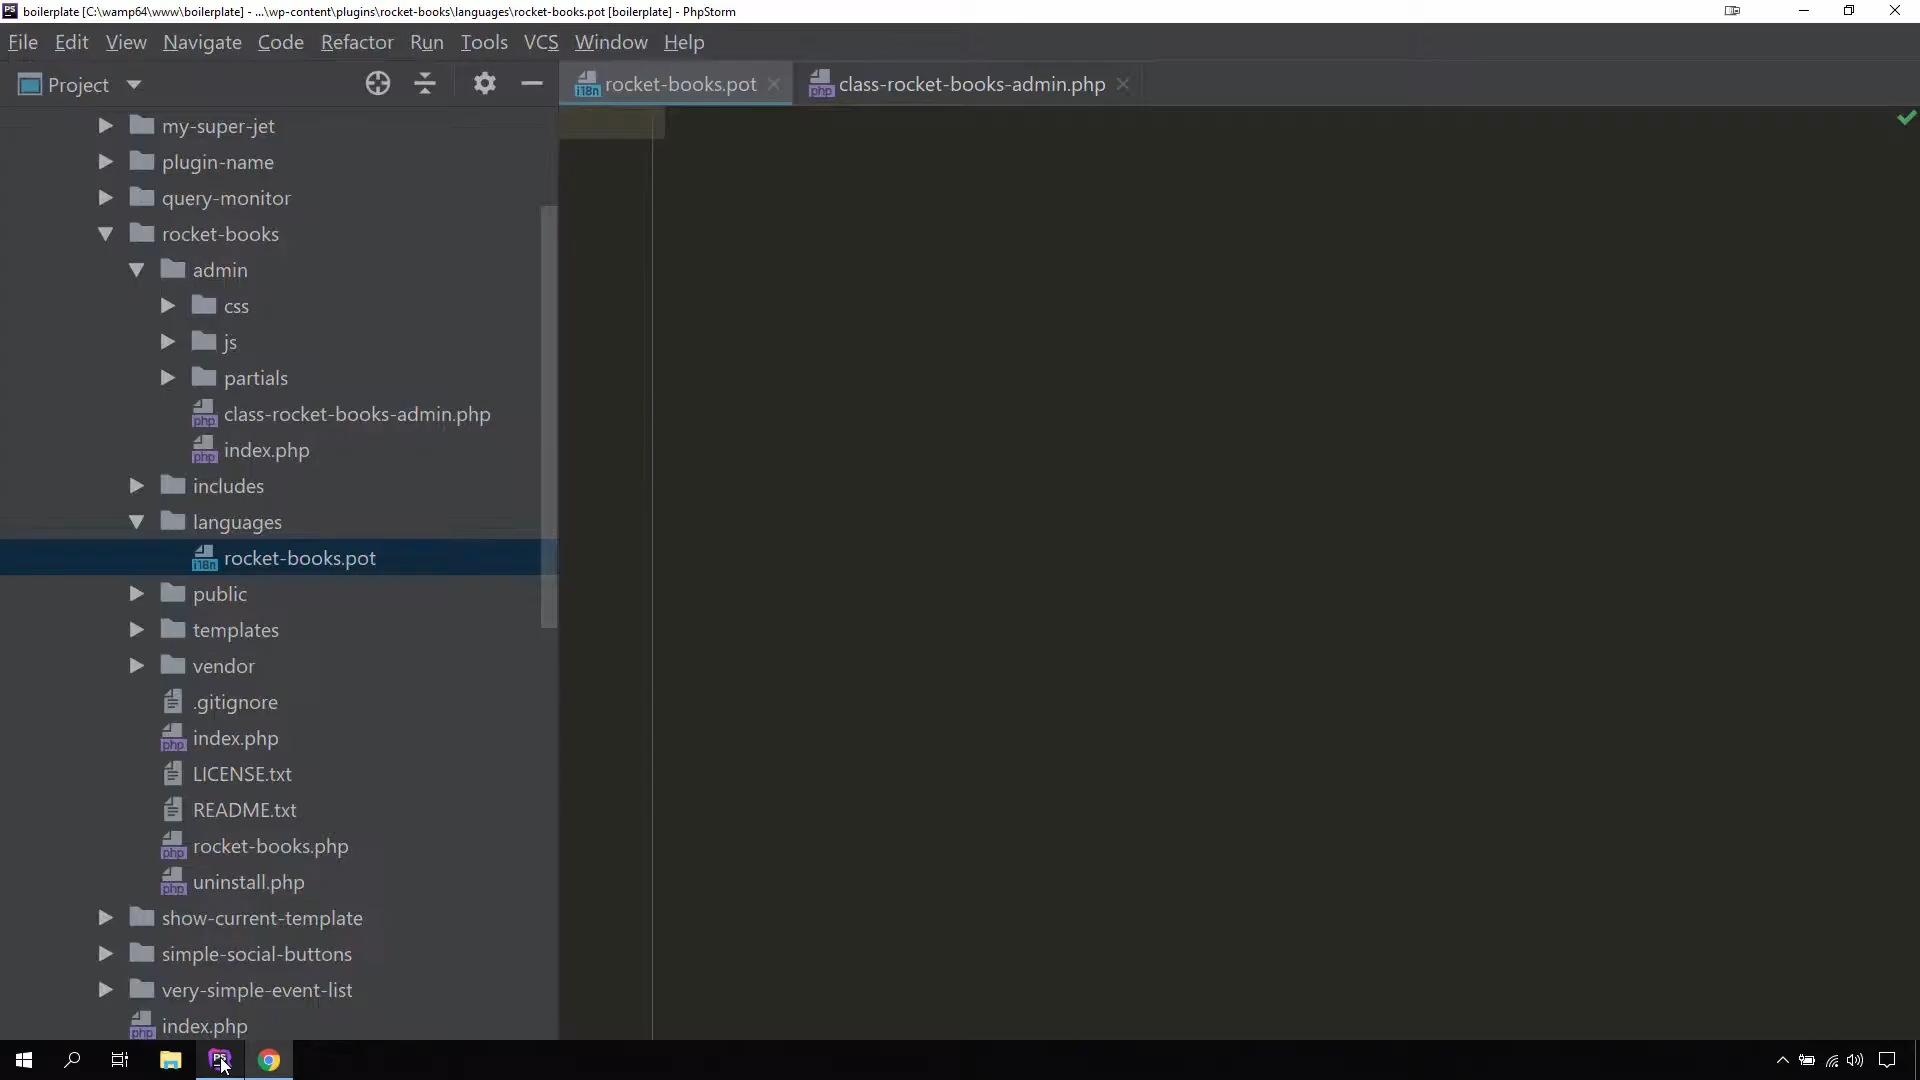 boilerplate [C:\wamp64\www\boilerplate] - ...\wp-content\plugins\rocket-books\languages\rocket-books.pot [boilerplate] - PhpStorm
File Edit View Navigate Code Refactor Run Tools VCS Window Help
Project
rocket-books.pot
class-rocket-books-admin.php
my-super-jet
plugin-name
query-monitor
rocket-books
admin
css
js
partials
class-rocket-books-admin.php
index.php
includes
languages
rocket-books.pot
public
templates
vendor
.gitignore
index.php
LICENSE.txt
README.txt
rocket-books.php
uninstall.php
show-current-template
simple-social-buttons
very-simple-event-list
index.php